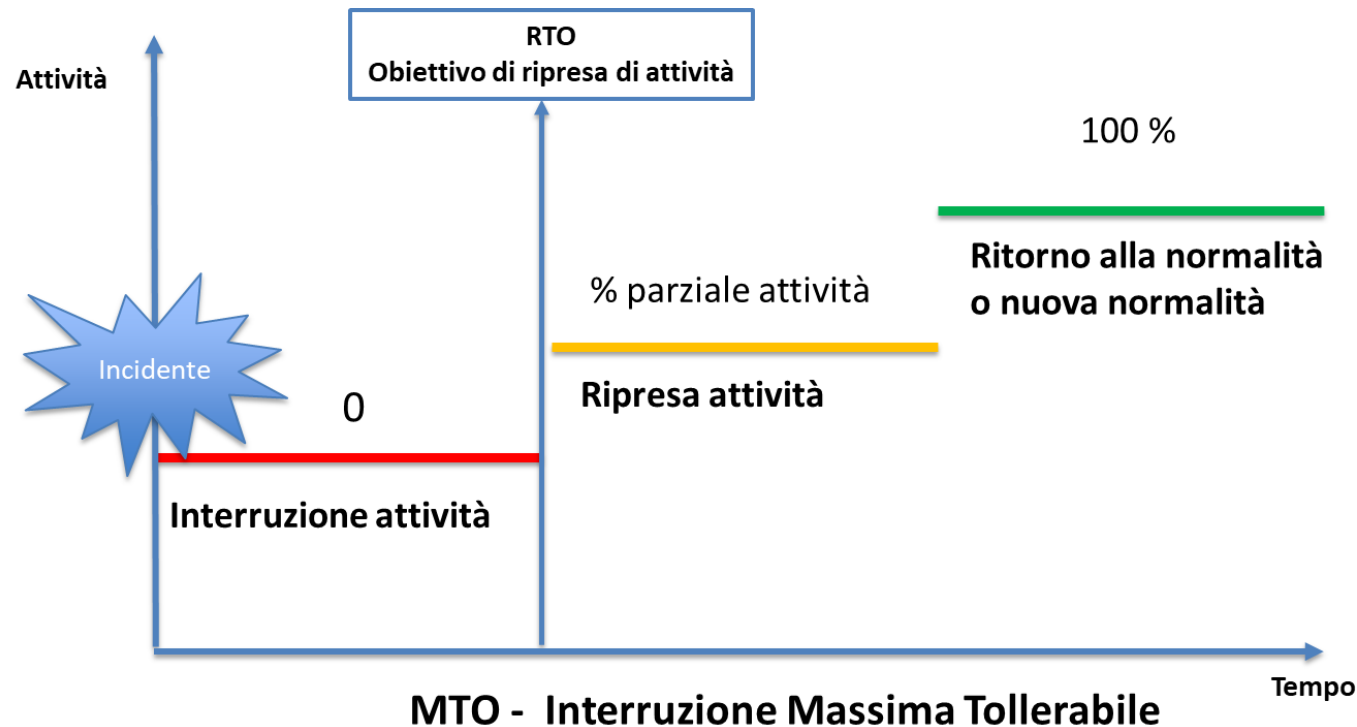 RTO
Obiettivo di ripresa di attività
Attività
100 %
Ritorno alla normalità
o nuova normalità
% parziale attività
Incidente
Ripresa attività
0
Interruzione attività
Tempo
MTO - Interruzione Massima Tollerabile